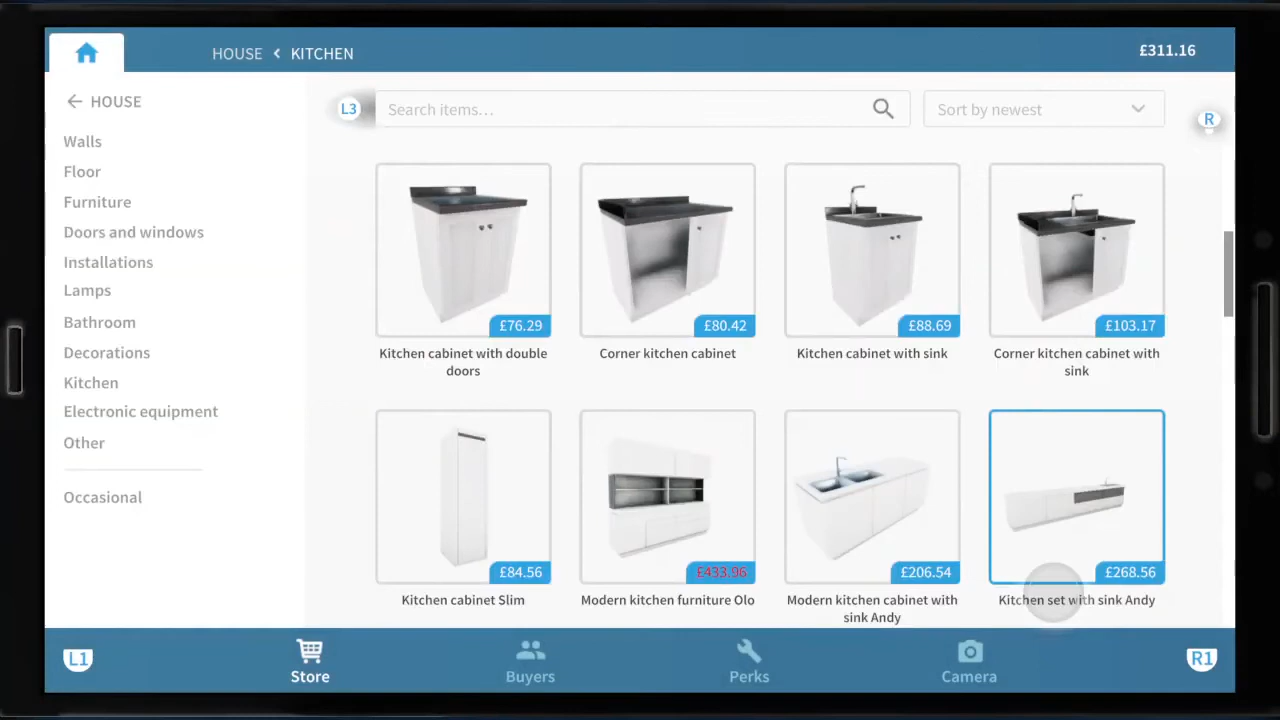 HOUSE < KITCHEN
£311.16
HOUSE
Walls
Floor
Furniture
Doors and windows
Installations
Lamps
Bathroom
Decorations
Kitchen
Electronic equipment
Other
Occasional
L3
Search items...
Sort by newest
R
£76.29
£80.42
£88.69
£103.17
Kitchen cabinet with double
doors
Corner kitchen cabinet
Kitchen cabinet with sink
Corner kitchen cabinet with
sink
£84.56
£433.96
£206.54
£268.56
Kitchen cabinet Slim
Modern kitchen furniture Olo
Modern kitchen cabinet with
sink Andy
Kitchen set with sink Andy
L1
Store
Buyers
Perks
Camera
R1